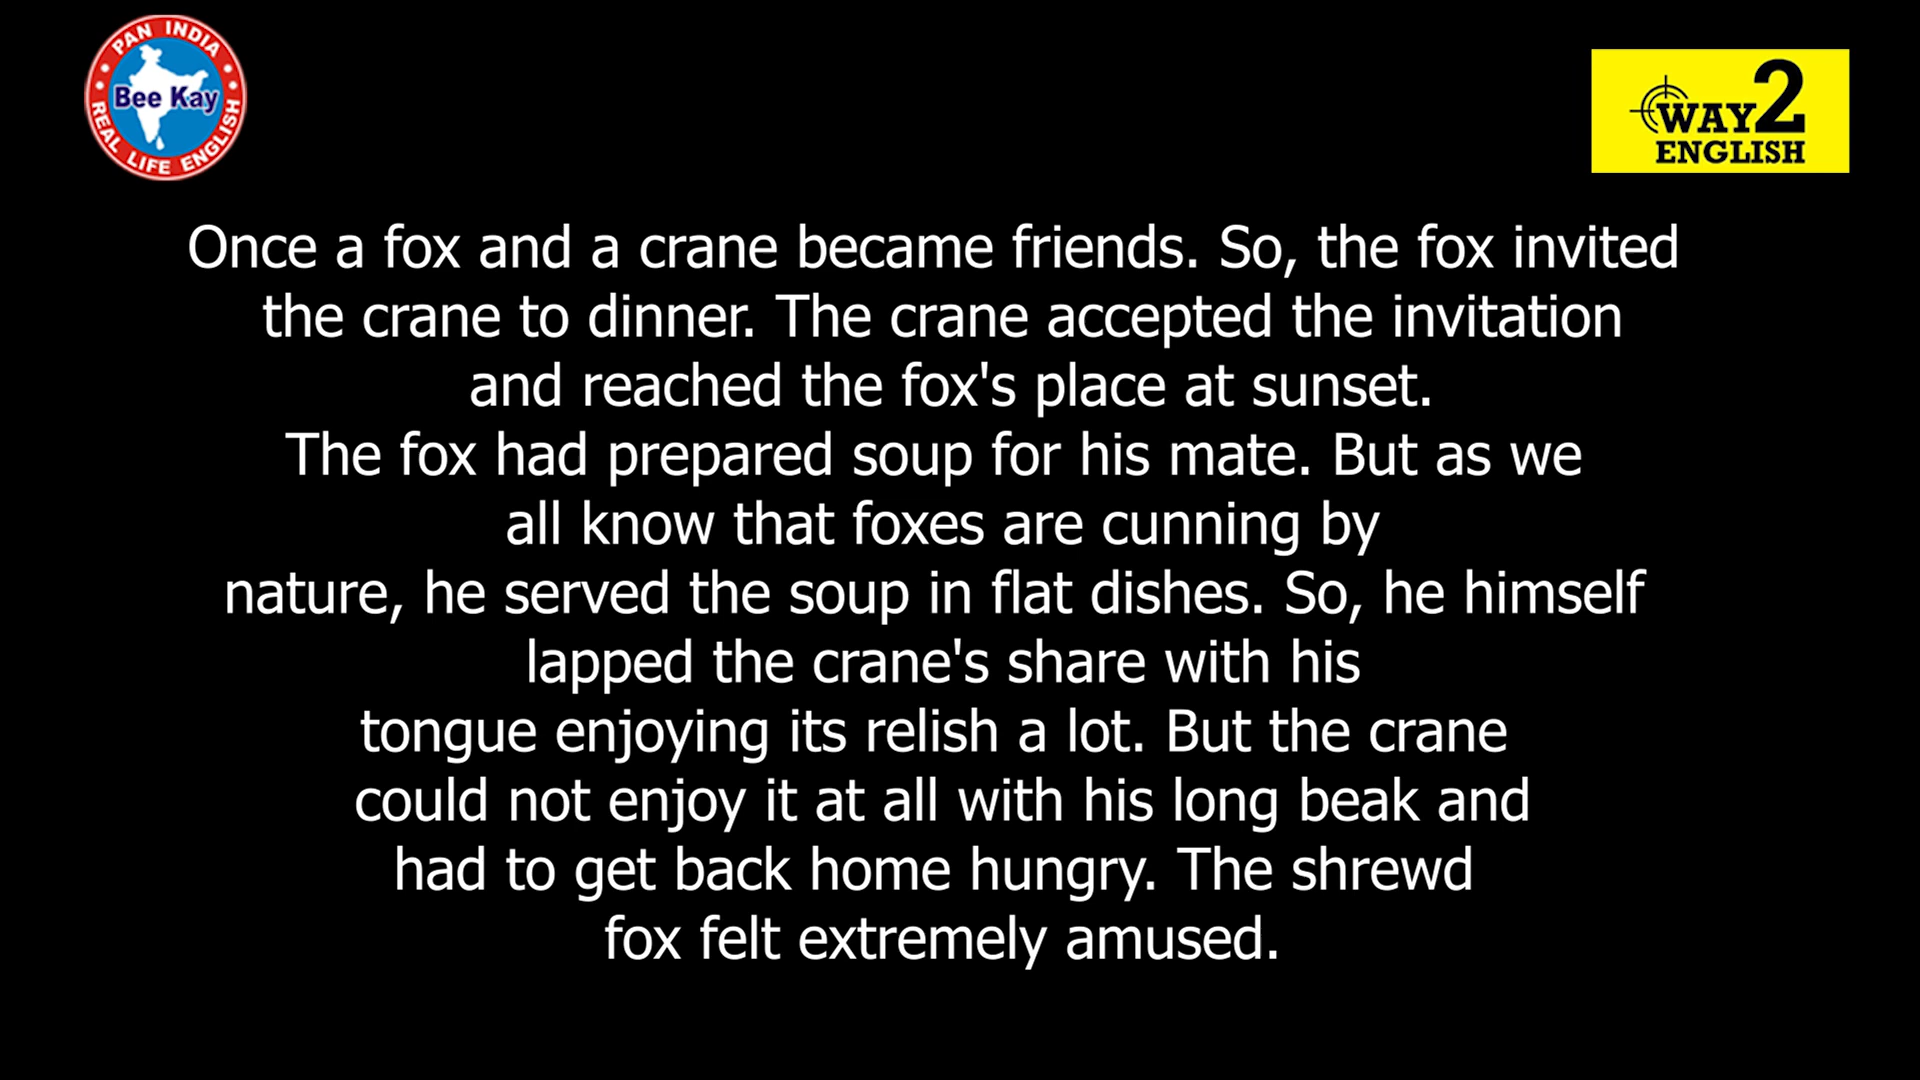 PAN INDIA
Bee Kay
REAL LIFE ENGLISH
WAY2
ENGLISH
Once a fox and a crane became friends. So, the fox invited
the crane to dinner. The crane accepted the invitation
and reached the fox's place at sunset.
The fox had prepared soup for his mate. But as we
all know that foxes are cunning by
nature, he served the soup in flat dishes. So, he himself
lapped the crane's share with his
tongue enjoying its relish a lot. But the crane
could not enjoy it at all with his long beak and
had to get back home hungry. The shrewd
fox felt extremely amused.